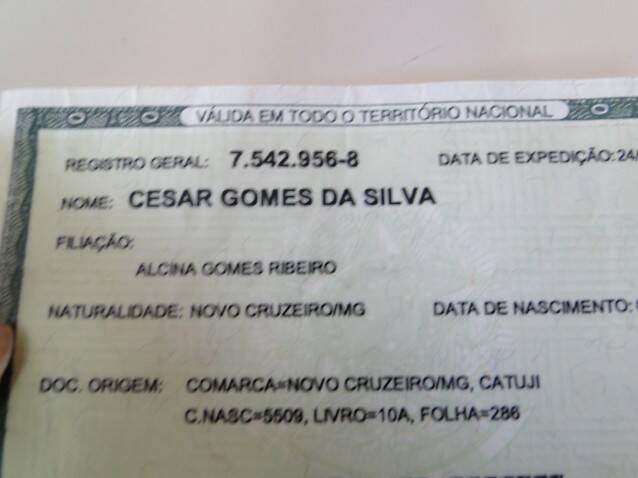 VÁLIDA EM TODO O TERRITÓRIO NACIONAL
REGISTRO GERAL: 7.542.956-8 DATA DE EXPEDIÇÃO: 24/
NOME: CESAR GOMES DA SILVA
FILIAÇÃO:
ALCINA GOMES RIBEIRO
NATURALIDADE: NOVO CRUZEIRO/MG DATA DE NASCIMENTO:
DOC. ORIGEM: COMARCA=NOVO CRUZEIRO/MG, CATUJI
C.NASC=5509, LIVRO=10A, FOLHA=286